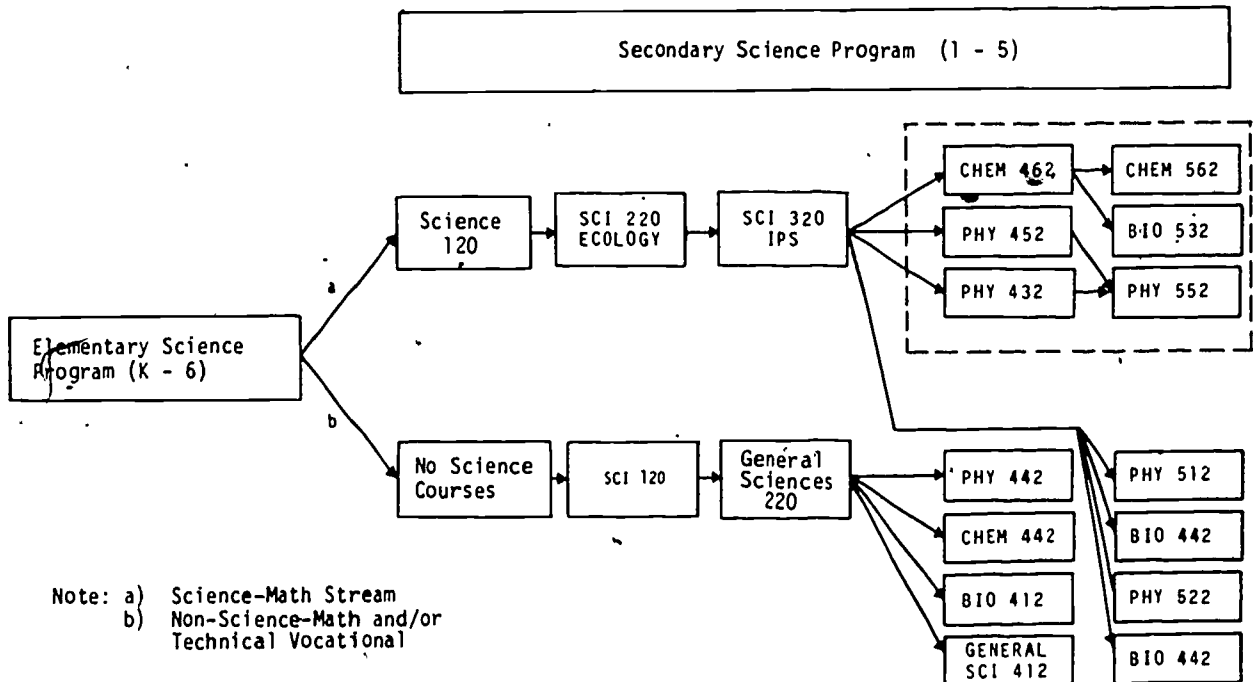 Secondary Science Program (1 - 5)
CHEM 462
CHEM 562
Science
120
SCI 220
ECOLOGY
SCI 320
IPS
PHY 452
BIO 532
PHY 432
PHY 552
a
Elementary Science
Program (K - 6)
b
No Science
Courses
SCI 120
General
Sciences
220
PHY 442
PHY 512
CHEM 442
BIO 442
BIO 412
PHY 522
GENERAL
SCI 412
BIO 442
Note: a) Science-Math Stream
b) Non-Science-Math and/or
Technical Vocational